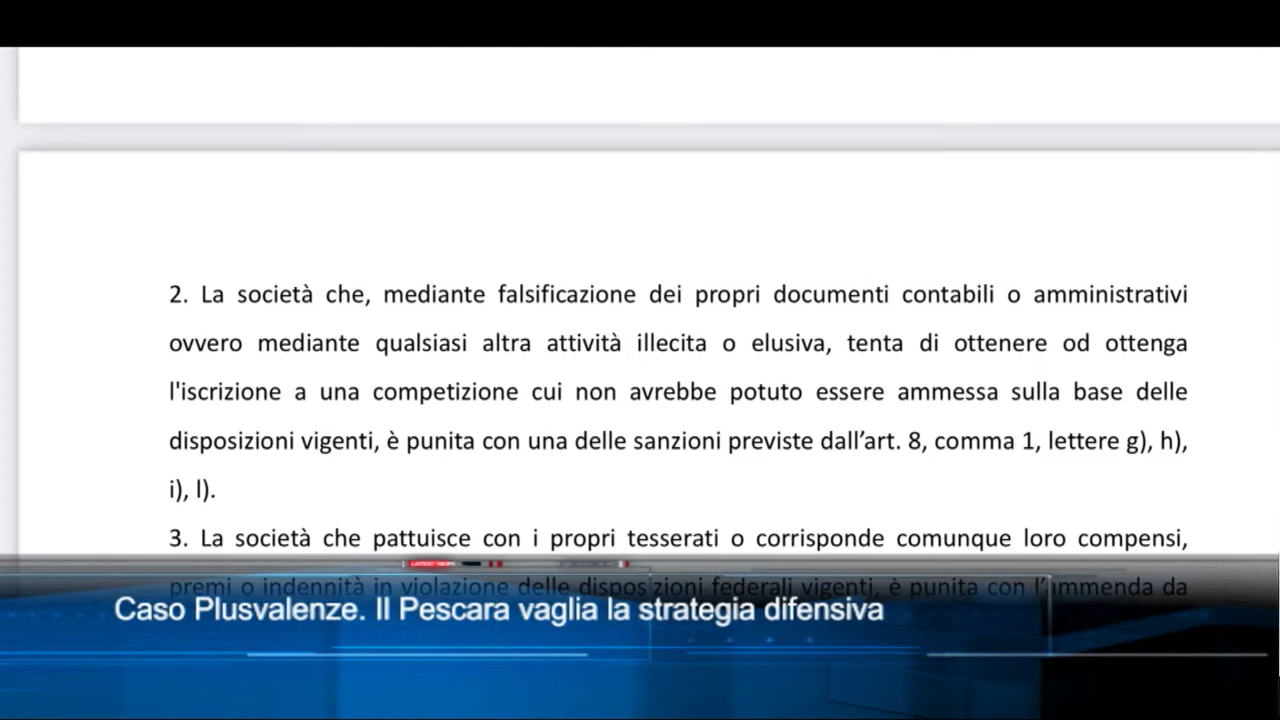 2. La società che, mediante falsificazione dei propri documenti contabili o amministrativi
ovvero mediante qualsiasi altra attività illecita o elusiva, tenta di ottenere od ottenga
l'iscrizione a una competizione cui non avrebbe potuto essere ammessa sulla base delle
disposizioni vigenti, è punita con una delle sanzioni previste dall’art. 8, comma 1, lettere g), h),
i), l).
3. La società che pattuisce con i propri tesserati o corrisponde comunque loro compensi,
LATEST NEWS
premi o indennità in violazione delle disposizioni federali vigenti, è punita con l’ammenda da
Caso Plusvalenze. Il Pescara vaglia la strategia difensiva